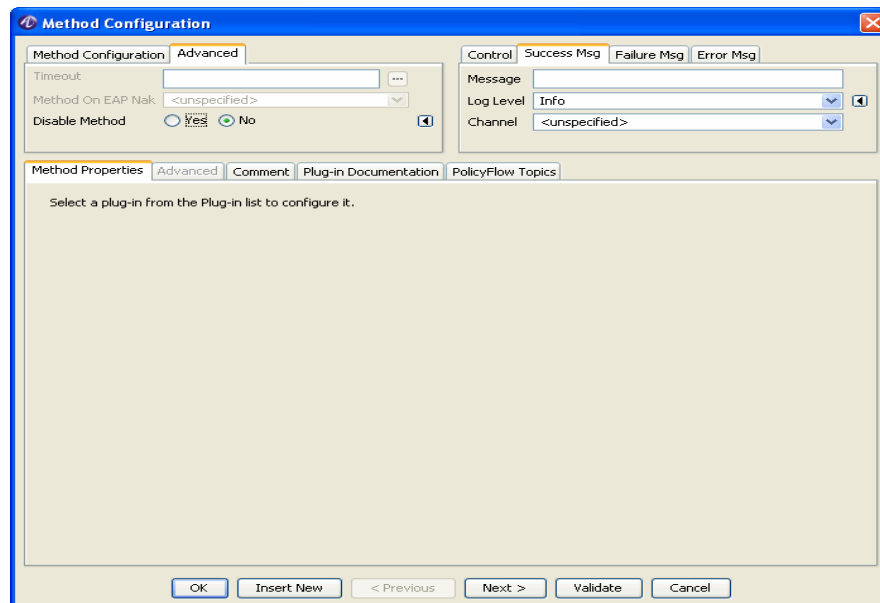 Method Configuration
Method Configuration Advanced
Timeout ...
Method On EAP Nak <unspecified>
Disable Method Yes No
Control Success Msg Failure Msg Error Msg
Message
Log Level Info
Channel <unspecified>
Method Properties Advanced Comment Plug-in Documentation PolicyFlow Topics
Select a plug-in from the Plug-in list to configure it.
OK Insert New < Previous Next > Validate Cancel